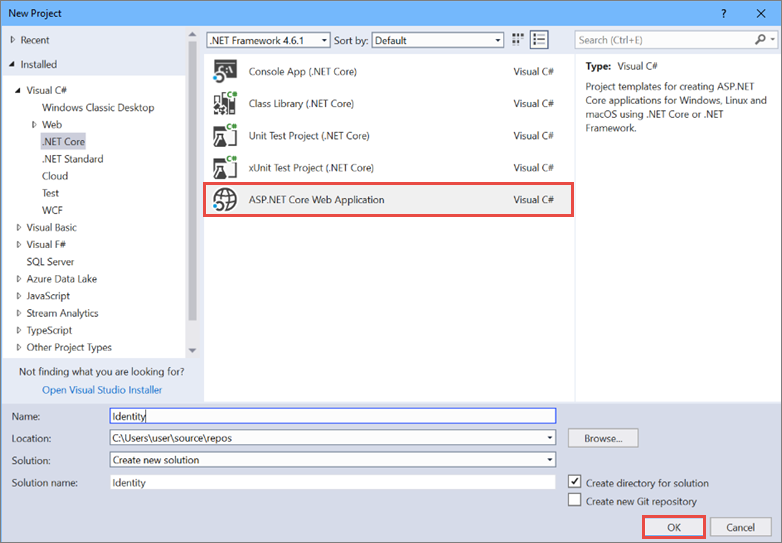 New Project
?
Recent
Installed
Visual C#
Windows Classic Desktop
Web
.NET Core
.NET Standard
Cloud
Test
WCF
Visual Basic
Visual F#
SQL Server
Azure Data Lake
JavaScript
Stream Analytics
TypeScript
Other Project Types
Not finding what you are looking for?
Open Visual Studio Installer
.NET Framework 4.6.1 Sort by: Default
Console App (.NET Core) Visual C#
Class Library (.NET Core) Visual C#
Unit Test Project (.NET Core) Visual C#
xUnit Test Project (.NET Core) Visual C#
ASP.NET Core Web Application Visual C#
Search (Ctrl+E)
Type: Visual C#
Project templates for creating ASP.NET
Core applications for Windows, Linux and
macOS using .NET Core or .NET
Framework.
Name: Identity
Location: C:\Users\user\source\repos Browse...
Solution: Create new solution
Solution name: Identity
Create directory for solution
Create new Git repository
OK Cancel